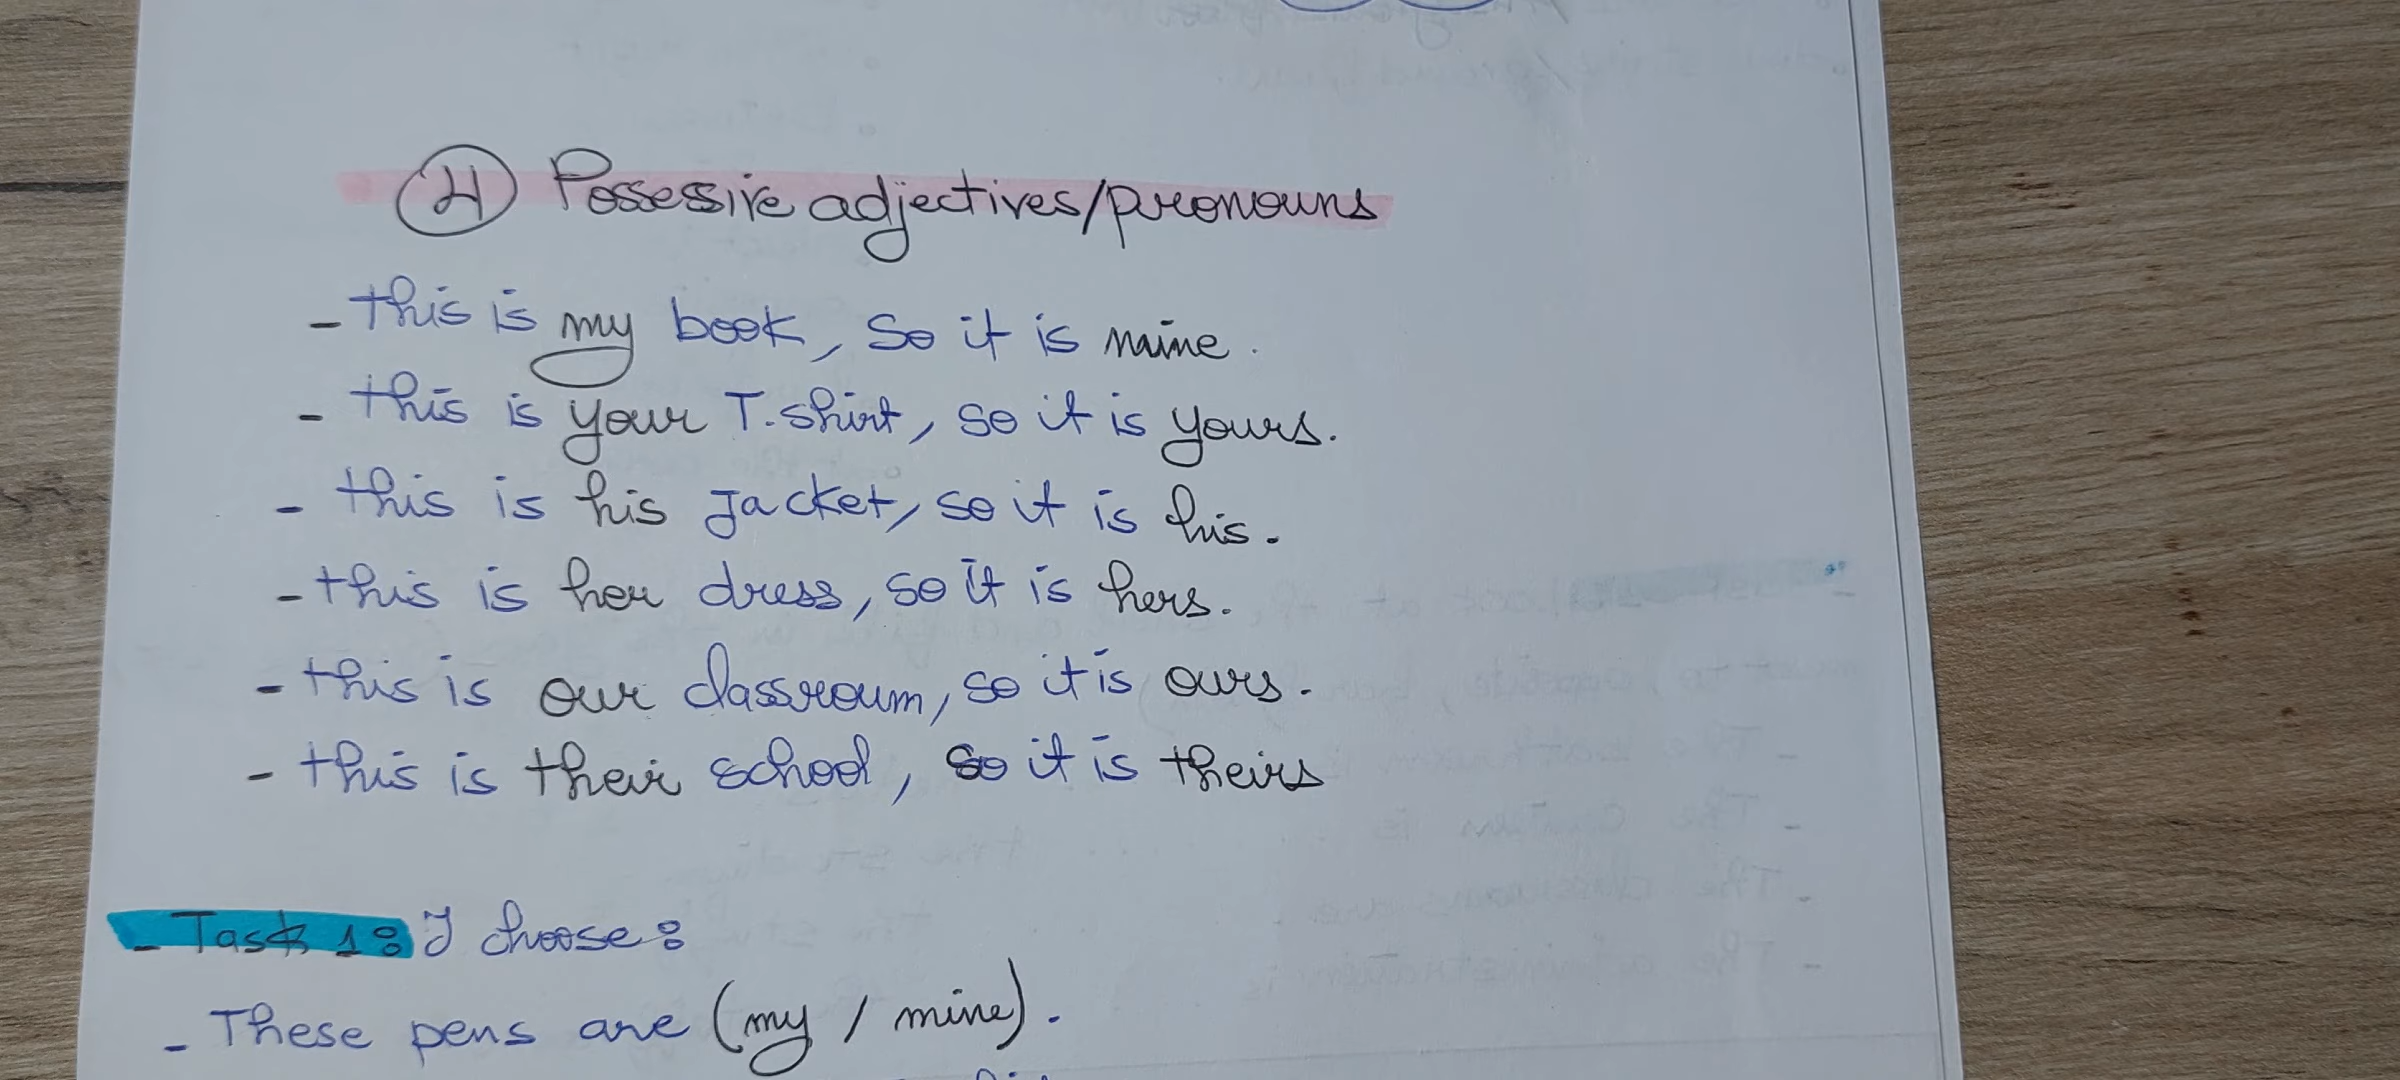 4 Possessive adjectives/pronouns
- this is my book, so it is mine.
- this is your T.shirt, so it is yours.
- this is his Jacket, so it is his.
- this is her dress, so it is hers.
- this is our classroum, so it is ours.
- this is their school, so it is theirs
- Task 1: I choose:
- These pens are (my / mine).